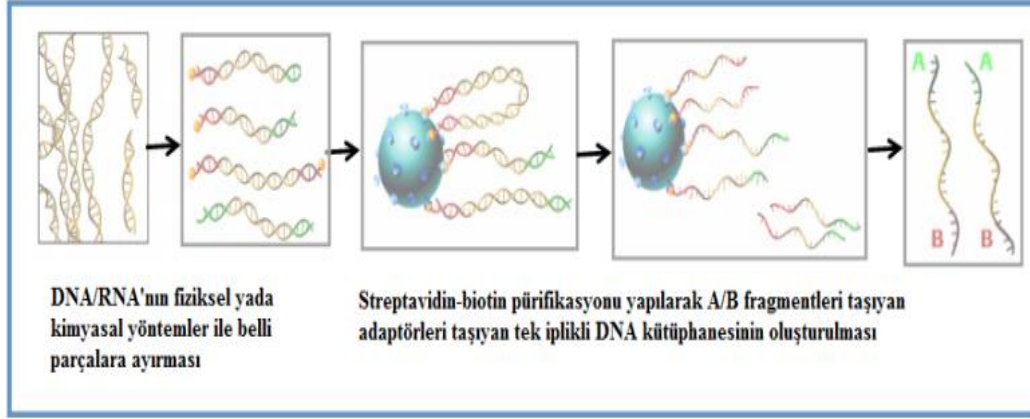 A A
B B
DNA/RNA'nın fiziksel yada
kimyasal yöntemler ile belli
parçalara ayırması
Streptavidin-biotin pürifikasyonu yapılarak A/B fragmentleri taşıyan
adaptörleri taşıyan tek iplikli DNA kütüphanesinin oluşturulması